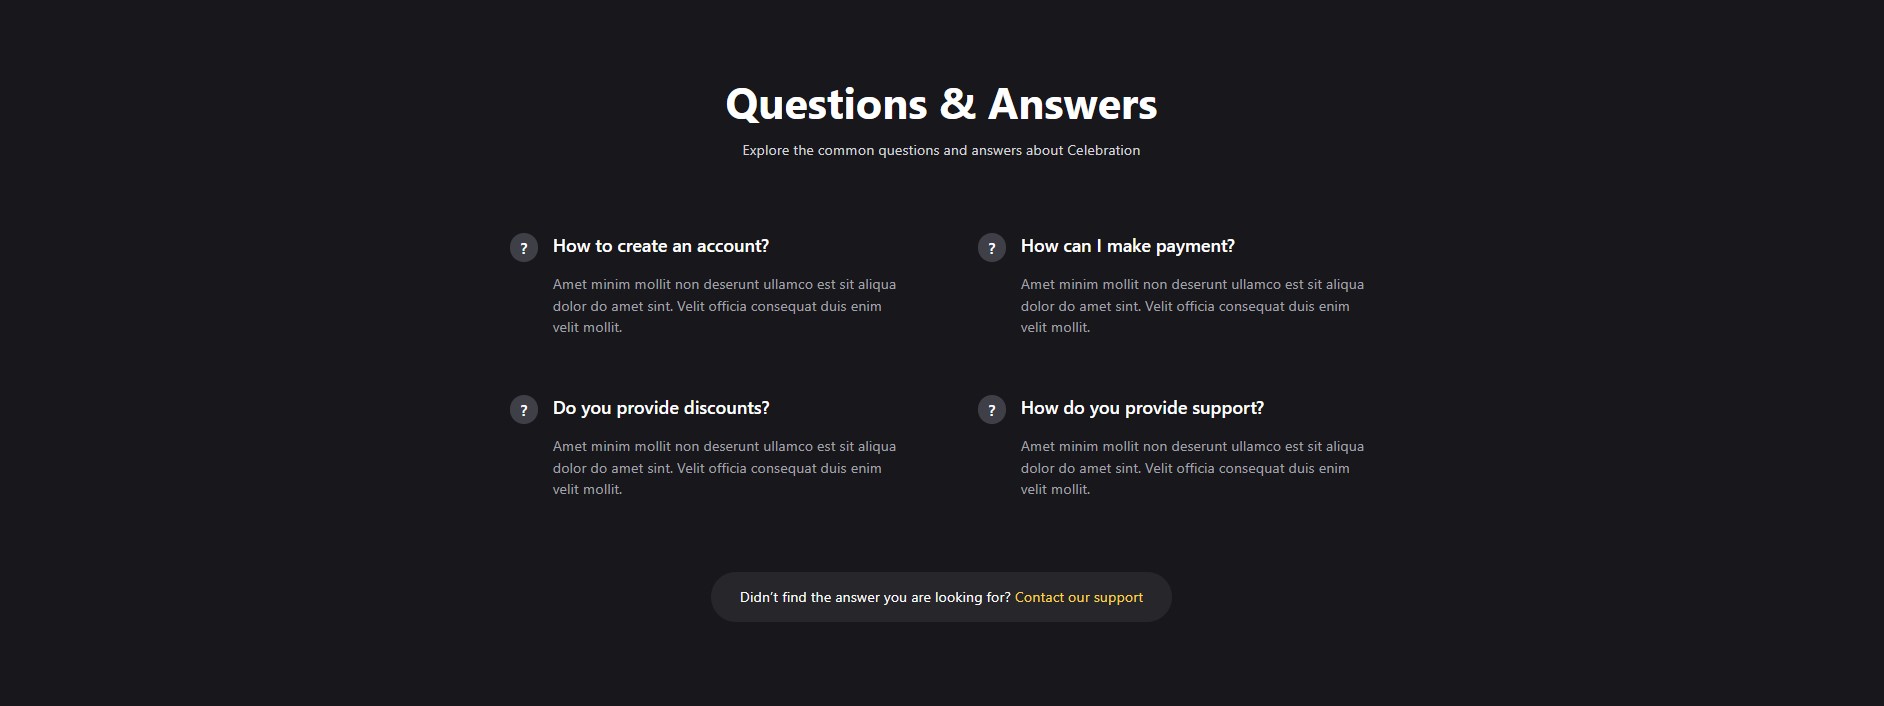 Questions & Answers
Explore the common questions and answers about Celebration
? How to create an account?
Amet minim mollit non deserunt ullamco est sit aliqua
dolor do amet sint. Velit officia consequat duis enim
velit mollit.
? How can I make payment?
Amet minim mollit non deserunt ullamco est sit aliqua
dolor do amet sint. Velit officia consequat duis enim
velit mollit.
? Do you provide discounts?
Amet minim mollit non deserunt ullamco est sit aliqua
dolor do amet sint. Velit officia consequat duis enim
velit mollit.
? How do you provide support?
Amet minim mollit non deserunt ullamco est sit aliqua
dolor do amet sint. Velit officia consequat duis enim
velit mollit.
Didn’t find the answer you are looking for? Contact our support